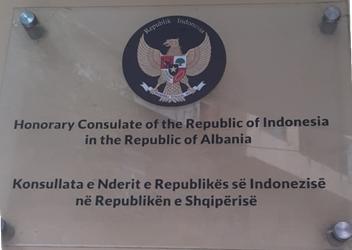 Republik Indonesia
Honorary Consulate of the Republic of Indonesia
in the Republic of Albania
Konsullata e Nderit e Republikës së Indonezisë
në Republikën e Shqipërisë